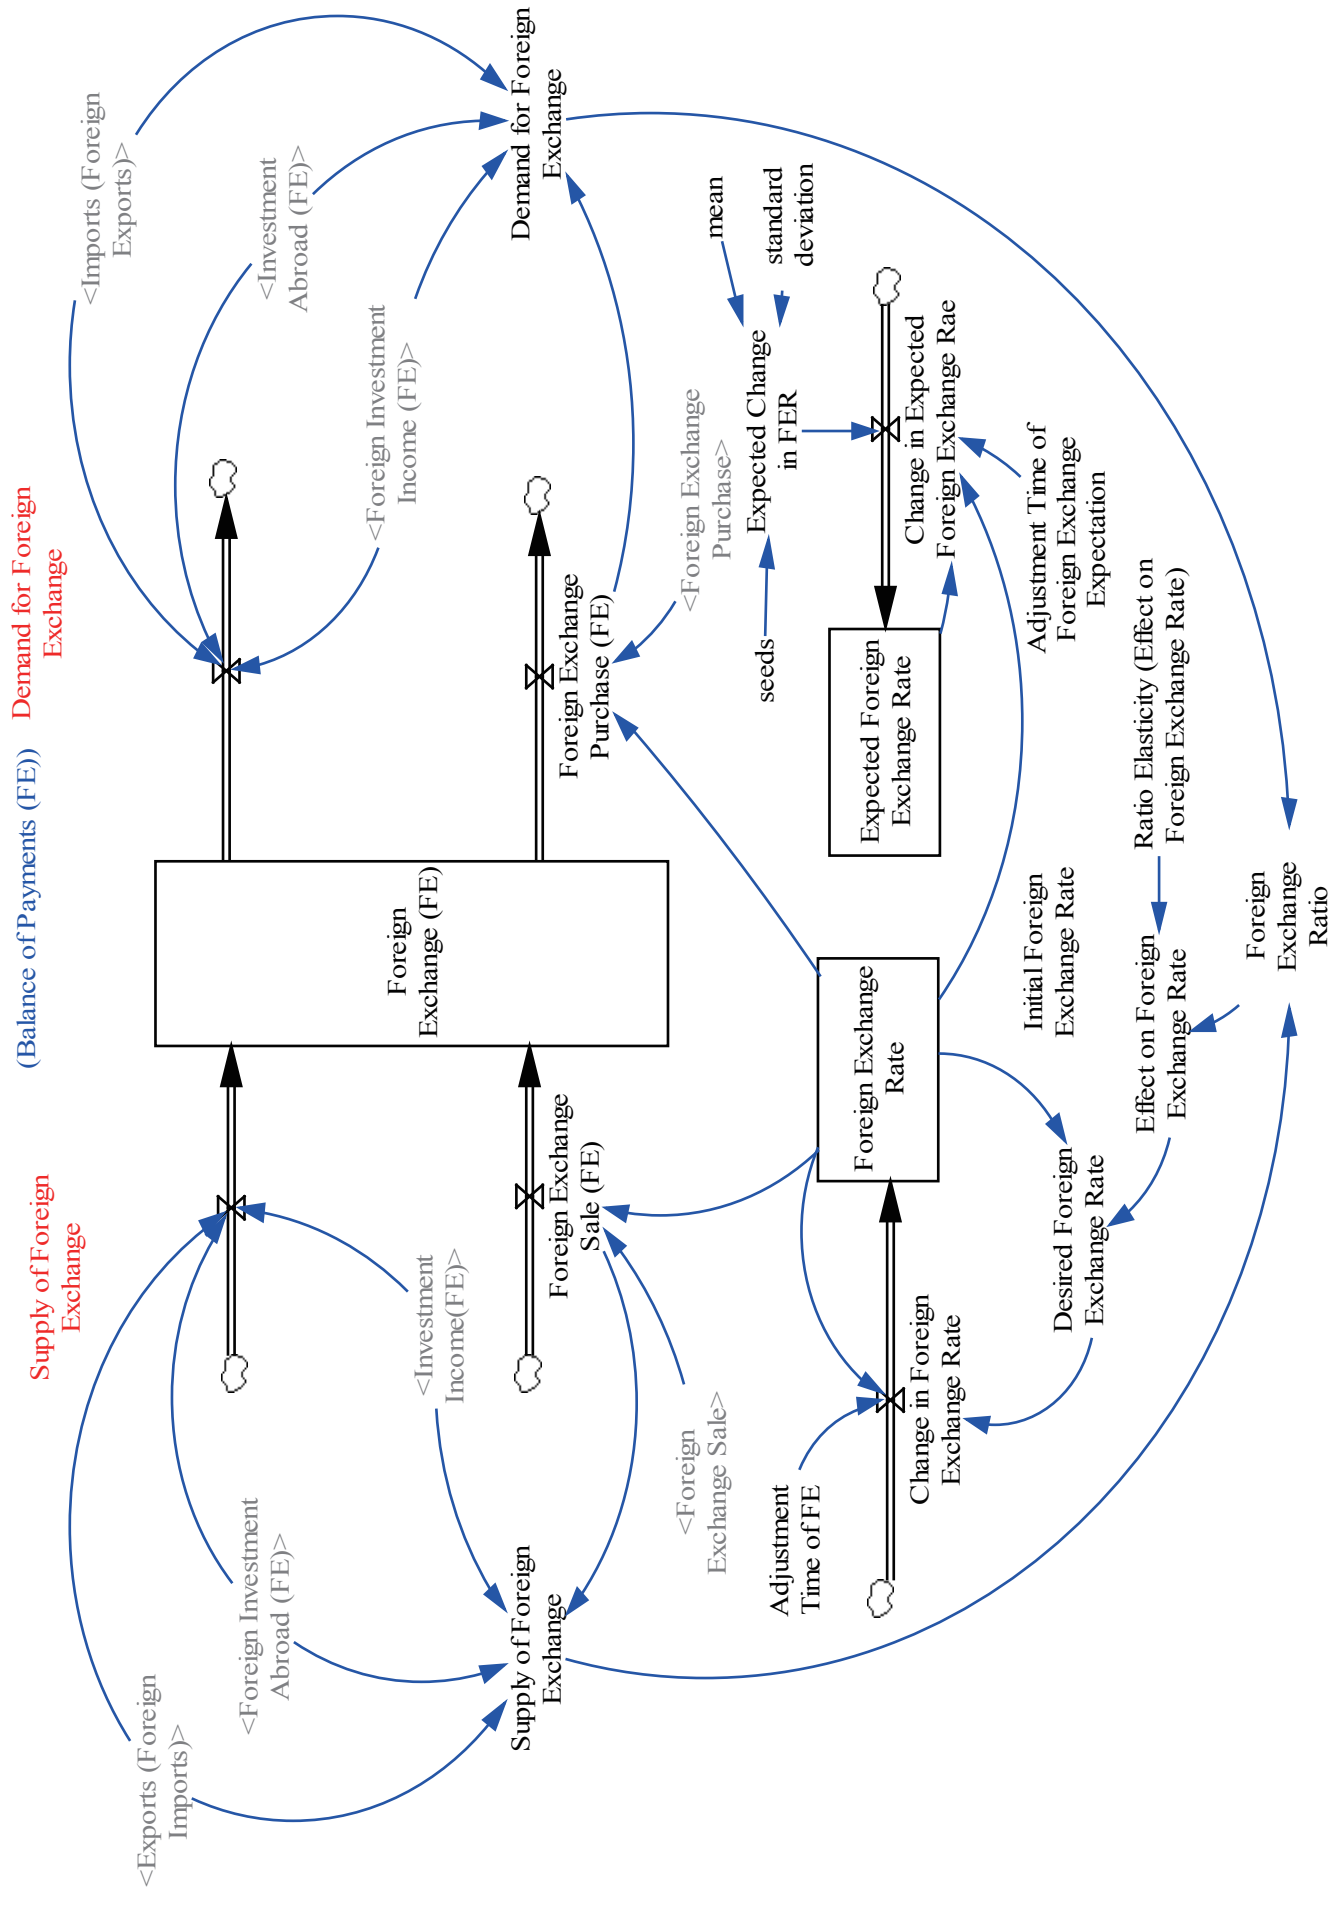 Supply of Foreign
Exchange
(Balance of Payments (FE))
Demand for Foreign
Exchange
<Exports (Foreign
Imports)>
<Foreign Investment
Abroad (FE)>
<Investment
Income(FE)>
Supply of Foreign
Exchange
Foreign Exchange
Sale (FE)
<Foreign
Exchange Sale>
Foreign
Exchange (FE)
<Imports (Foreign
Exports)>
<Investment
Abroad (FE)>
<Foreign Investment
Income (FE)>
Demand for Foreign
Exchange
Foreign Exchange
Purchase (FE)
<Foreign Exchange
Purchase>
mean
standard
deviation
seeds
Expected Change
in FER
Adjustment
Time of FE
Change in Foreign
Exchange Rate
Foreign Exchange
Rate
Expected Foreign
Exchange Rate
Change in Expected
Foreign Exchange Rae
Adjustment Time of
Foreign Exchange
Expectation
Initial Foreign
Exchange Rate
Desired Foreign
Exchange Rate
Effect on Foreign
Exchange Rate
Ratio Elasticity (Effect on
Foreign Exchange Rate)
Foreign
Exchange
Ratio